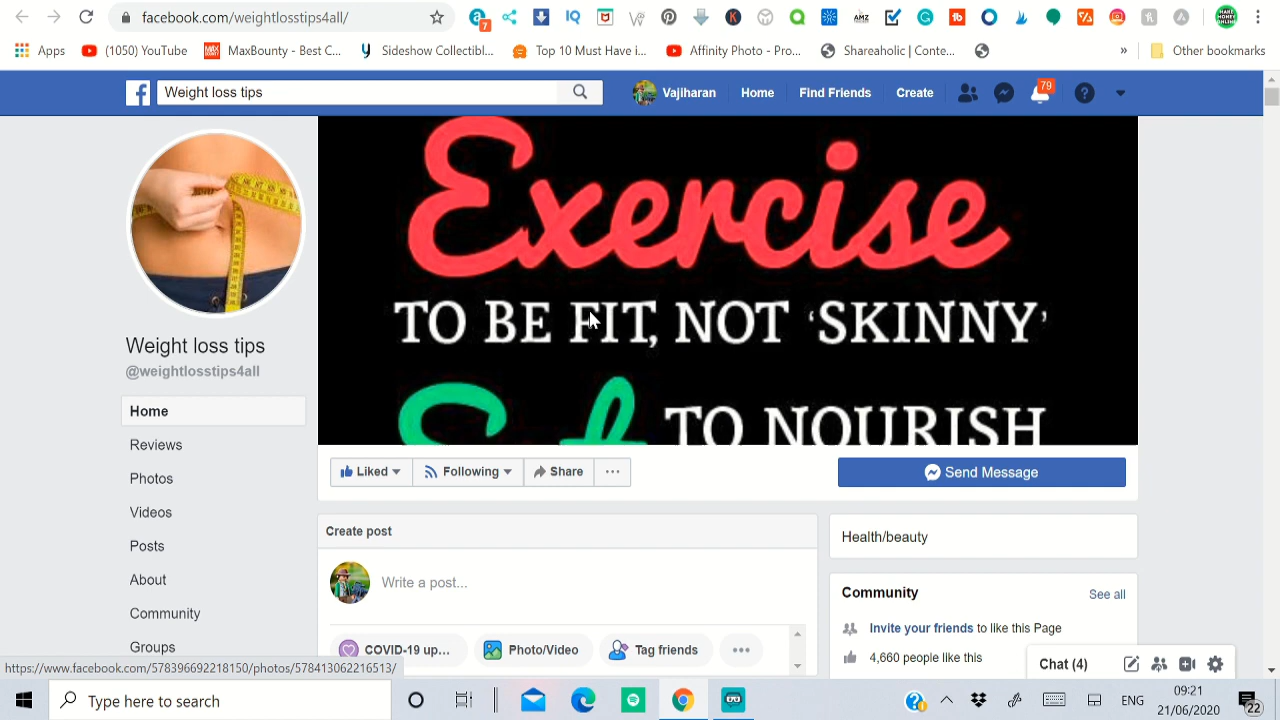 facebook.com/weightlosstips4all/
7
IQ
K
AMZ
Apps
(1050) YouTube
MaxBounty - Best C...
Sideshow Collectibl...
Top 10 Must Have i...
Affinity Photo - Pro...
Shareaholic | Conte...
»
Other bookmarks
Weight loss tips
Vajiharan
Home
Find Friends
Create
79
Exercise
TO BE FIT, NOT ‘SKINNY’
TO NOURISH
Weight loss tips
@weightlosstips4all
Home
Reviews
Photos
Videos
Posts
About
Community
Groups
Liked
Following
Share
...
Send Message
Create post
Write a post...
COVID-19 up...
Photo/Video
Tag friends
Health/beauty
Community
See all
Invite your friends to like this Page
4,660 people like this
Chat (4)
https://www.facebook.com/578396692218150/photos/578413062216513/
Type here to search
ENG
09:21
21/06/2020
22